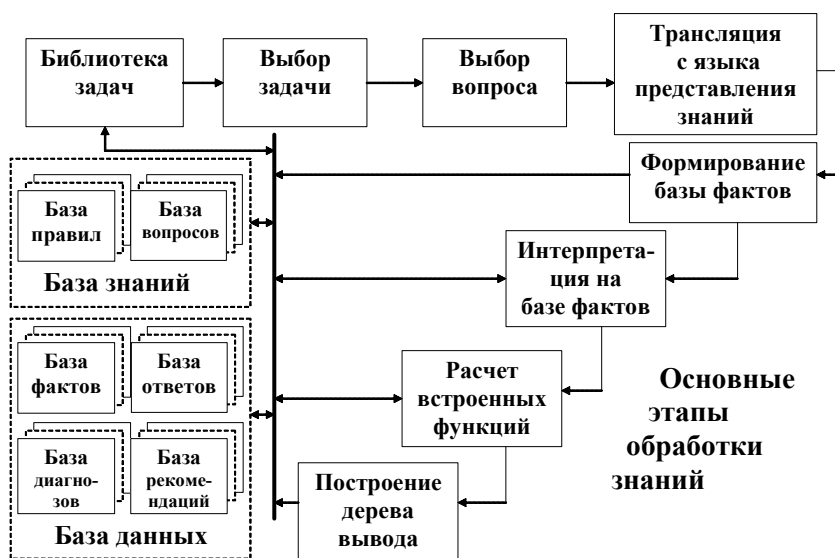 Библиотека
задач
Выбор
задачи
Выбор
вопроса
Трансляция
с языка
представления
знаний
Формирование
базы фактов
База
правил
База
вопросов
База знаний
Интерпрета-
ция на
базе фактов
База
фактов
База
ответов
База
диагно-
зов
База
рекоме-
ндаций
База данных
Расчет
встроенных
функций
Построение
дерева
вывода
Основные
этапы
обработки
знаний